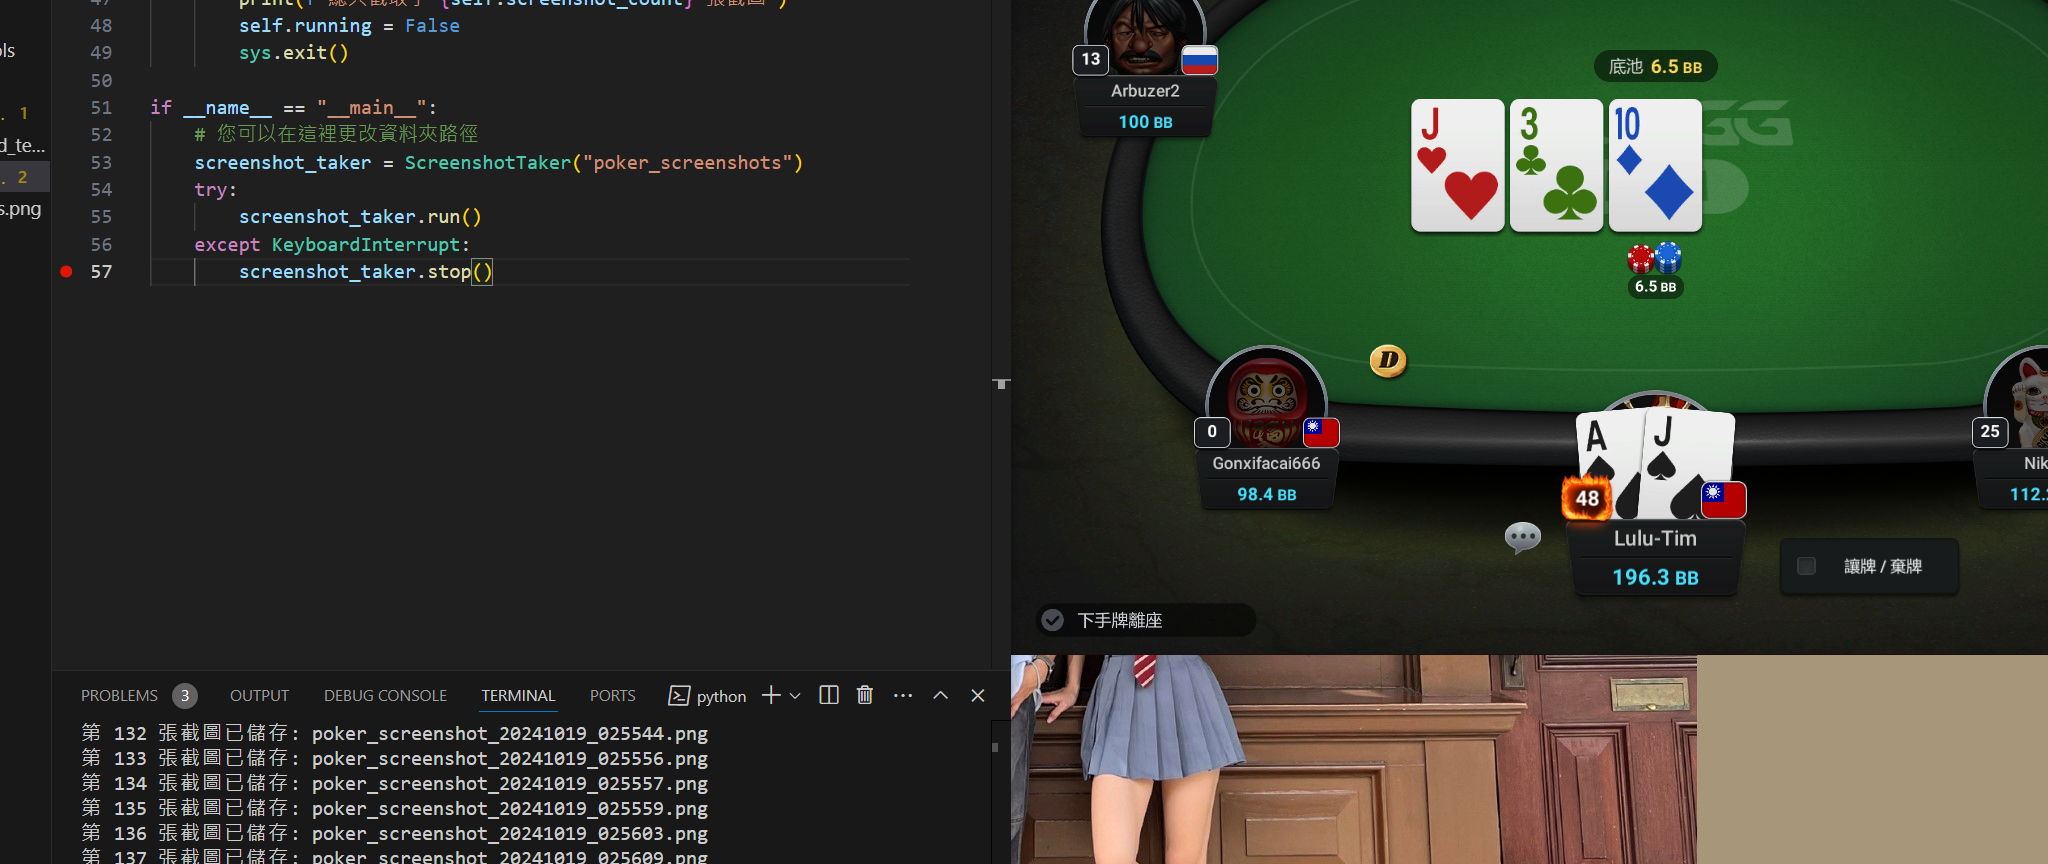 ols
1
d_te...
2
s.png
47 print(f"總共截取了 {self.screenshot_count} 張截圖")
48 self.running = False
49 sys.exit()
50
51 if __name__ == "__main__":
52 # 您可以在這裡更改資料夾路徑
53 screenshot_taker = ScreenshotTaker("poker_screenshots")
54 try:
55 screenshot_taker.run()
56 except KeyboardInterrupt:
57 screenshot_taker.stop()
PROBLEMS 3 OUTPUT DEBUG CONSOLE TERMINAL PORTS python
第 132 張截圖已儲存: poker_screenshot_20241019_025544.png
第 133 張截圖已儲存: poker_screenshot_20241019_025556.png
第 134 張截圖已儲存: poker_screenshot_20241019_025557.png
第 135 張截圖已儲存: poker_screenshot_20241019_025559.png
第 136 張截圖已儲存: poker_screenshot_20241019_025603.png
第 137 張截圖已儲存: poker_screenshot_20241019_025609.png
13
Arbuzer2
100 BB
底池 6.5 BB
J 3 10
GG
6.5 BB
D
0
Gonxifacai666
98.4 BB
A J
48
Lulu-Tim
196.3 BB
25
Nik
112.
讓牌 / 棄牌
下手牌離座